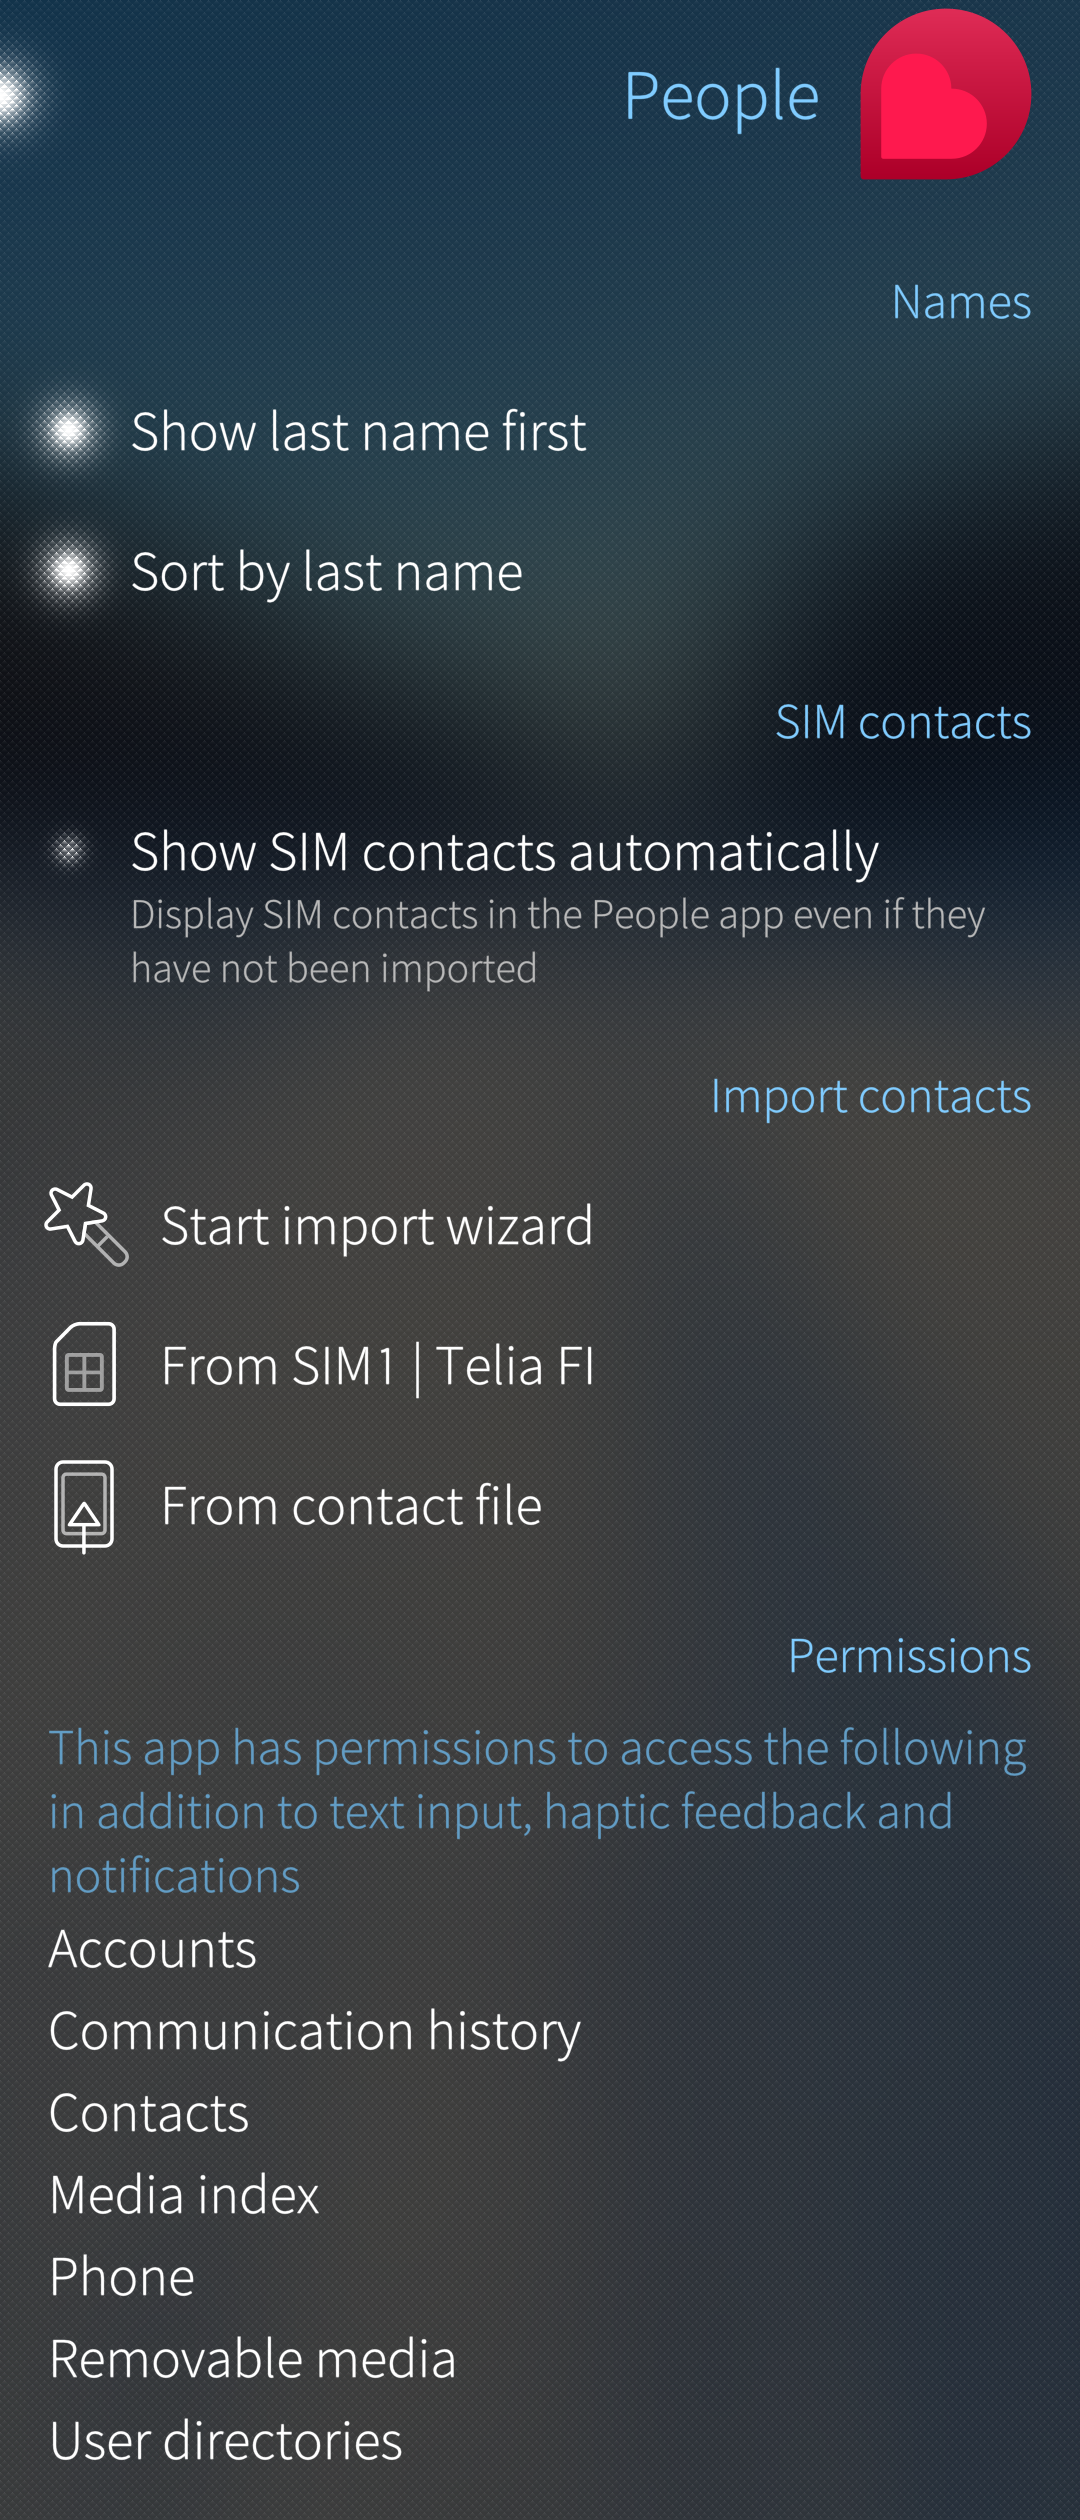 People
Names
Show last name first
Sort by last name
SIM contacts
Show SIM contacts automatically
Display SIM contacts in the People app even if they
have not been imported
Import contacts
Start import wizard
From SIM1 | Telia FI
From contact file
Permissions
This app has permissions to access the following
in addition to text input, haptic feedback and
notifications
Accounts
Communication history
Contacts
Media index
Phone
Removable media
User directories